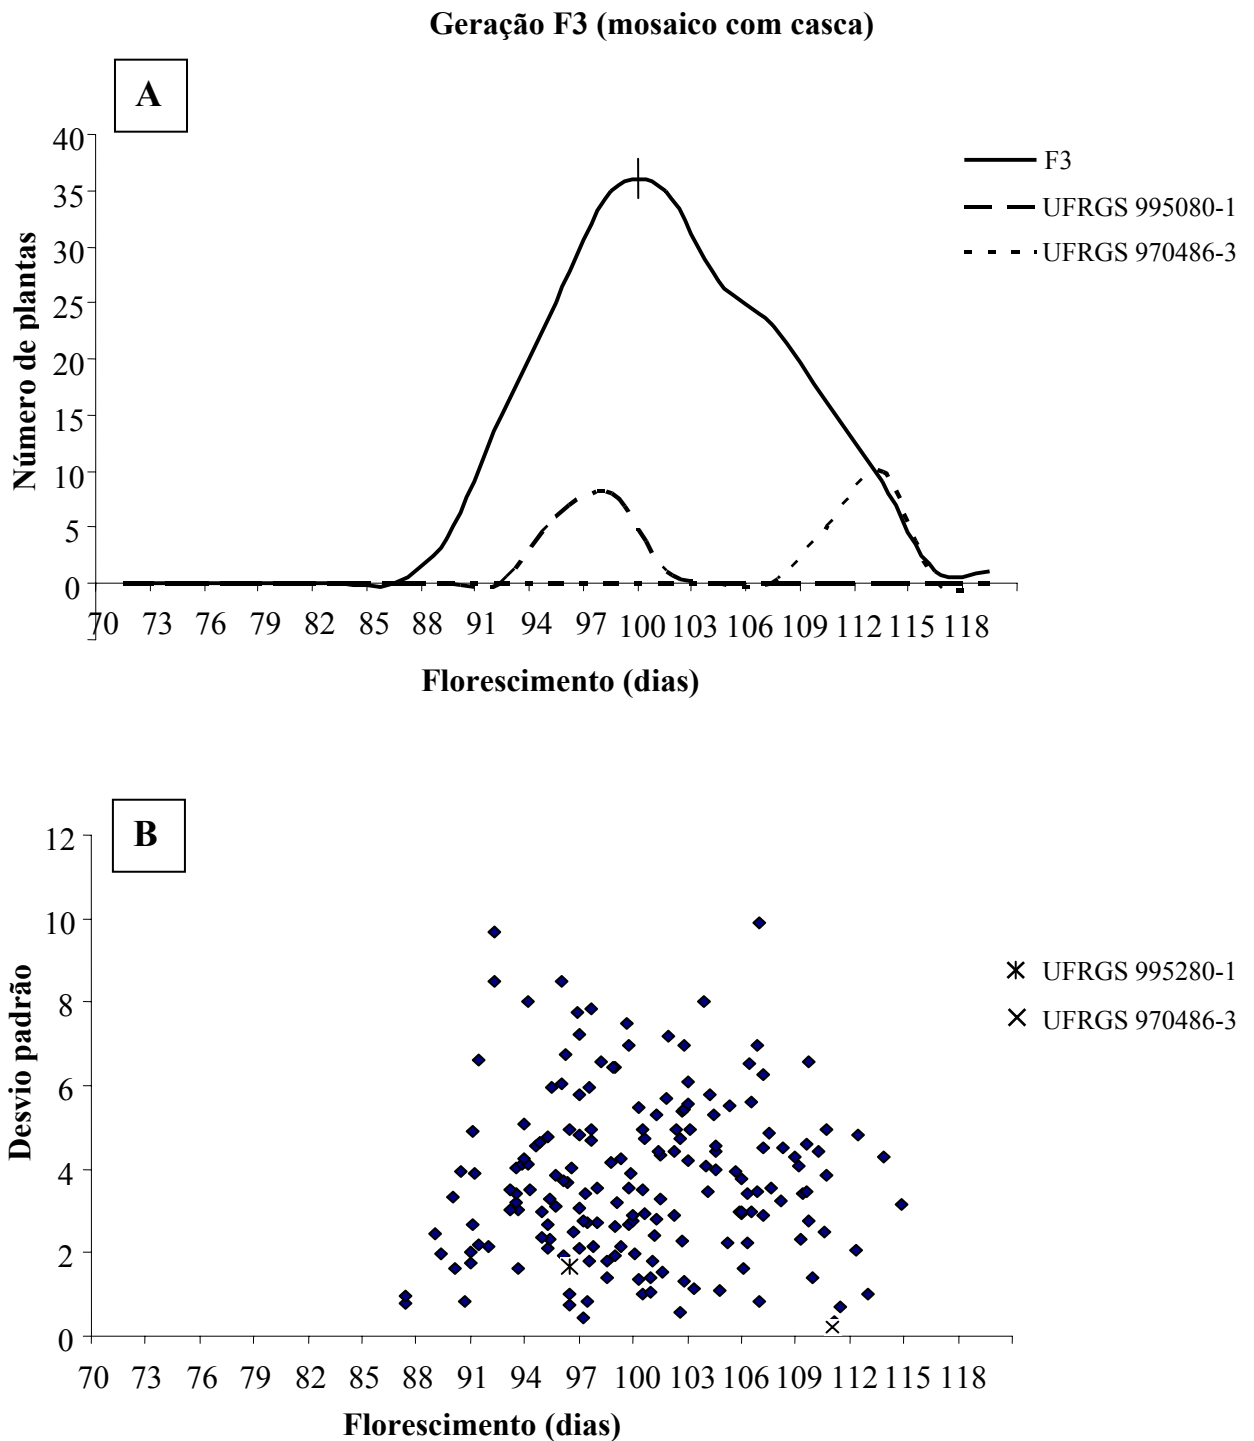 Geração F3 (mosaico com casca)
A
40
35
30
25
20
15
10
5
0
Número de plantas
F3
UFRGS 995080-1
UFRGS 970486-3
70 73 76 79 82 85 88 91 94 97 100 103 106 109 112 115 118
Florescimento (dias)
B
12
10
8
6
4
2
0
Desvio padrão
UFRGS 995280-1
UFRGS 970486-3
70 73 79 79 82 85 88 91 94 97 100 103 106 109 112 115 118
Florescimento (dias)